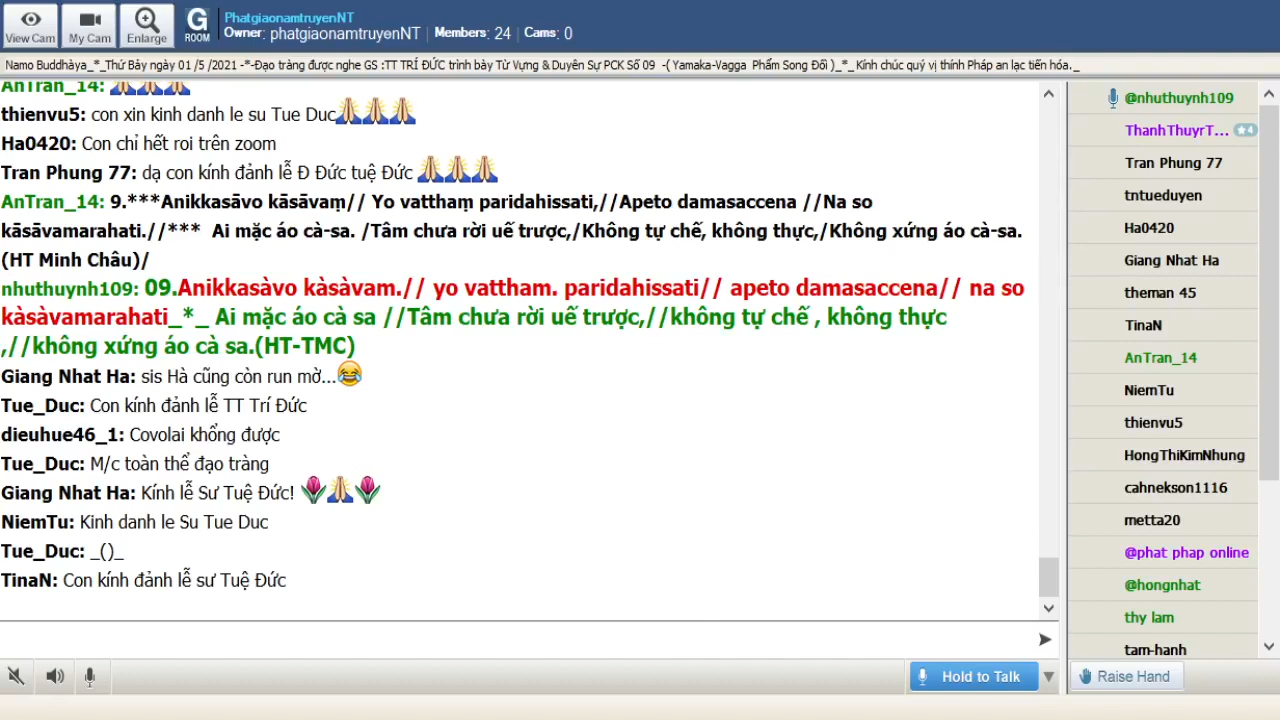 View Cam
My Cam
Enlarge
G
ROOM
PhatgiaonamtruyenNT
Owner: phatgiaonamtruyenNT | Members: 24 | Cams: 0
Namo Buddhàya_*_Thứ Bảy ngày 01 /5 /2021 -*-Đạo tràng được nghe GS :TT TRÍ ĐỨC trình bày Từ Vựng & Duyên Sự PCK Số 09 -( Yamaka-Vagga Phẩm Song Đối )_*_ Kính chúc quý vị thính Pháp an lạc tiến hóa._
AnTran_14: 🙏🙏🙏
thienvu5: con xin kinh danh le su Tue Duc🙏🙏🙏
Ha0420: Con chỉ hết roi trên zoom
Tran Phung 77: dạ con kính đảnh lễ Đ Đức tuệ Đức 🙏🙏🙏
AnTran_14: 9.***Anikkasāvo kāsāvaṃ// Yo vatthaṃ paridahissati,//Apeto damasaccena //Na so
kāsāvamarahati.//*** Ai mặc áo cà-sa. /Tâm chưa rời uế trược,/Không tự chế, không thực,/Không xứng áo cà-sa.
(HT Minh Châu)/
nhuthuynh109: 09.Anikkasàvo kàsàvam.// yo vattham. paridahissati// apeto damasaccena// na so
kàsàvamarahati_*_ Ai mặc áo cà sa //Tâm chưa rời uế trược,//không tự chế , không thực
,//không xứng áo cà sa.(HT-TMC)
Giang Nhat Ha: sis Hà cũng còn run mờ...😂
Tue_Duc: Con kính đảnh lễ TT Trí Đức
dieuhue46_1: Covolai khổng được
Tue_Duc: M/c toàn thể đạo tràng
Giang Nhat Ha: Kính lễ Sư Tuệ Đức! 🌷🙏🌷
NiemTu: Kinh danh le Su Tue Duc
Tue_Duc: _()_
TinaN: Con kính đảnh lễ sư Tuệ Đức
Hold to Talk
@nhuthuynh109
ThanhThuyrT... ★4
Tran Phung 77
tntueduyen
Ha0420
Giang Nhat Ha
theman 45
TinaN
AnTran_14
NiemTu
thienvu5
HongThiKimNhung
cahnekson1116
metta20
@phat phap online
@hongnhat
thy lam
tam-hanh
Raise Hand